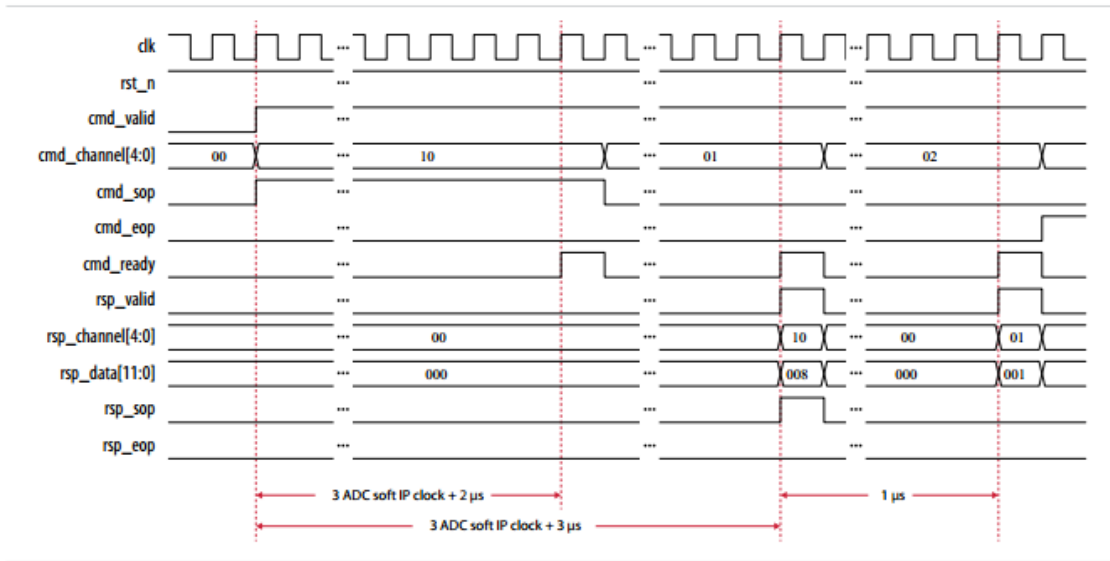 clk ... ... ...
rst_n ... ... ...
cmd_valid ... ... ...
cmd_channel[4:0] 00 ... 10 ... 01 ... 02
cmd_sop ... ... ...
cmd_eop ... ... ...
cmd_ready ... ... ...
rsp_valid ... ... ...
rsp_channel[4:0] ... 00 ... 10 ... 00 01
rsp_data[11:0] ... 000 ... 008 ... 000 001
rsp_sop ... ... ...
rsp_eop ... ... ...
3 ADC soft IP clock + 2 µs 1 µs
3 ADC soft IP clock + 3 µs